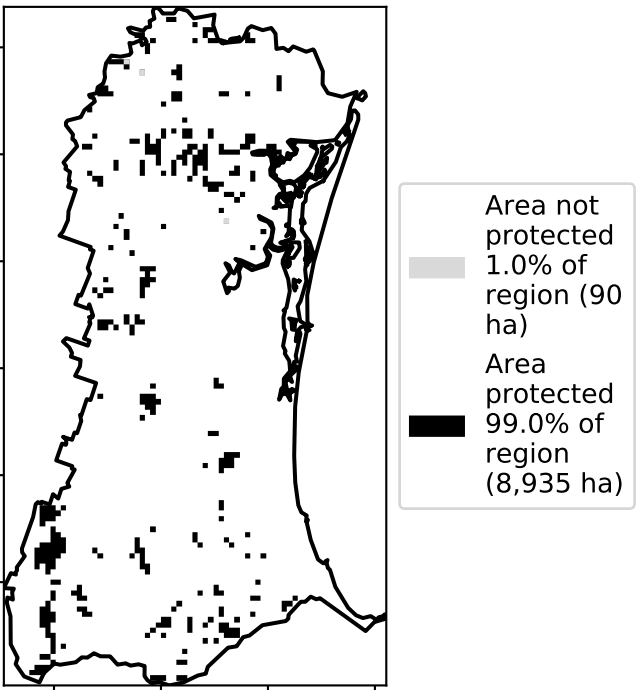 Area not
protected
1.0% of
region (90
ha)
Area
protected
99.0% of
region
(8,935 ha)